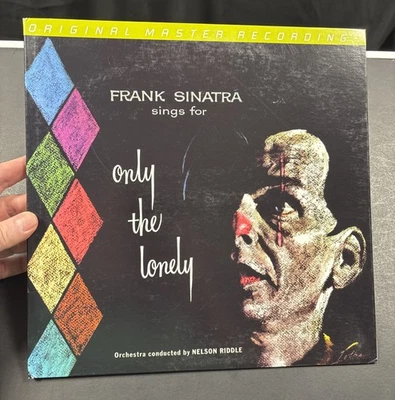 ORIGINAL MASTER RECORDING
FRANK SINATRA
sings for
only
the
lonely
Orchestra conducted by NELSON RIDDLE